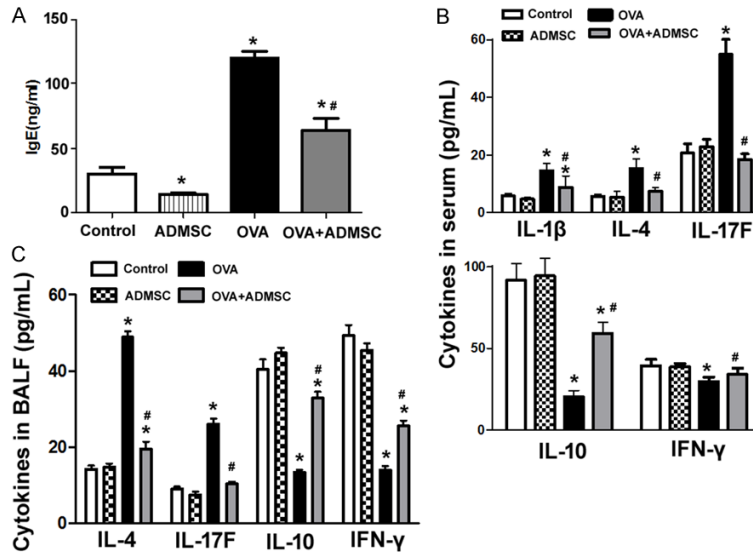 A
IgE(ng/ml)
150
100
50
0
*
*
* #
Control ADMSC OVA OVA+ADMSC
B
Control OVA
ADMSC OVA+ADMSC
Cytokines in serum (pg/mL)
60
40
20
0
*
#
*
*
#
*
#
IL-1β IL-4 IL-17F
100
50
0
*
* #
*
#
IL-10 IFN-γ
C
Control OVA
ADMSC OVA+ADMSC
Cytokines in BALF (pg/mL)
60
40
20
0
*
#
*
*
#
*
#
*
*
#
*
IL-4 IL-17F IL-10 IFN-γ